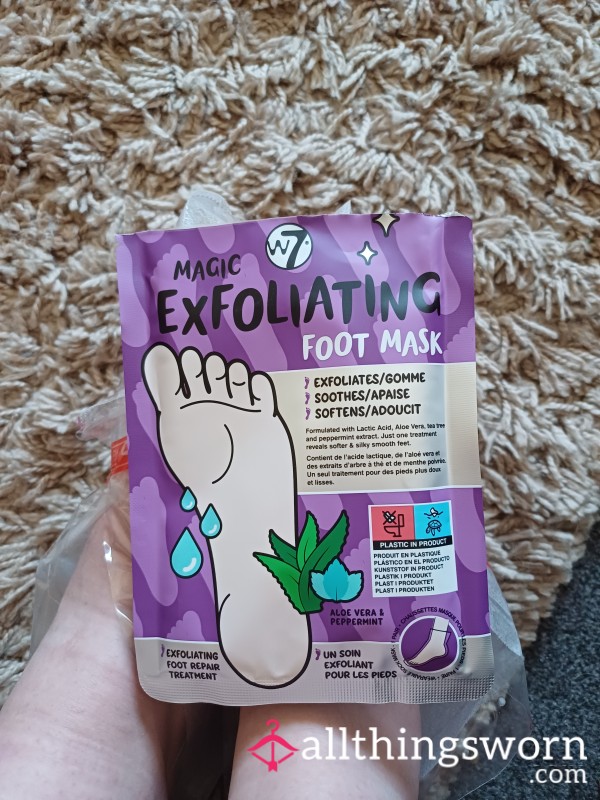 W7
MAGIC
EXFOLIATING
FOOT MASK
EXFOLIATES/GOMME
SOOTHES/APAISE
SOFTENS/ADOUCIT
Formulated with Lactic Acid, Aloe Vera, tea tree
and peppermint extract. Just one treatment
reveals softer & silky smooth feet.
Contient de l'acide lactique, de l'aloé vera et
des extraits d'arbre à thé et de menthe poivrée.
Un seul traitement pour des pieds plus doux
et lisses.
PLASTIC IN PRODUCT
PRODUIT EN PLASTIQUE
PLÁSTICO EN EL PRODUCTO
KUNSTSTOF IN PRODUCT
PLASTIK I PRODUKT
PLAST I PRODUKTET
PLAST I PRODUKTEN
ALOE VERA &
PEPPERMINT
EXFOLIATING
FOOT REPAIR
TREATMENT
UN SOIN
EXFOLIANT
POUR LES PIEDS
allthingsworn
.com